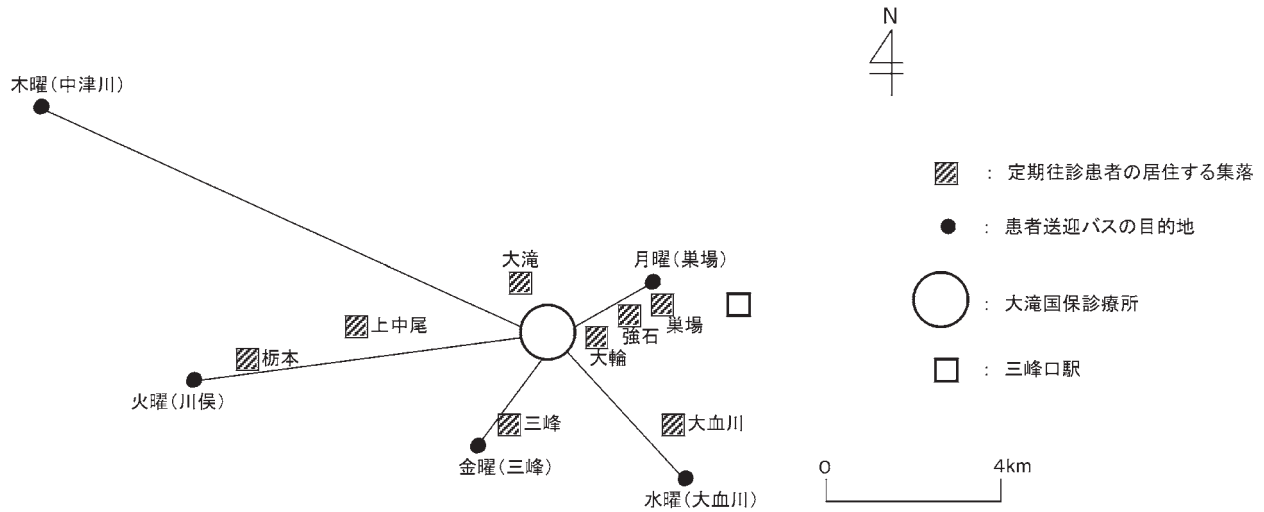 N
木曜（中津川）
： 定期往診患者の居住する集落
： 患者送迎バスの目的地
大滝
月曜（巣場）
： 大滝国保診療所
上中尾
強石
巣場
栃本
大輪
： 三峰口駅
火曜（川俣）
三峰
大血川
金曜（三峰）
0
4km
水曜（大血川）